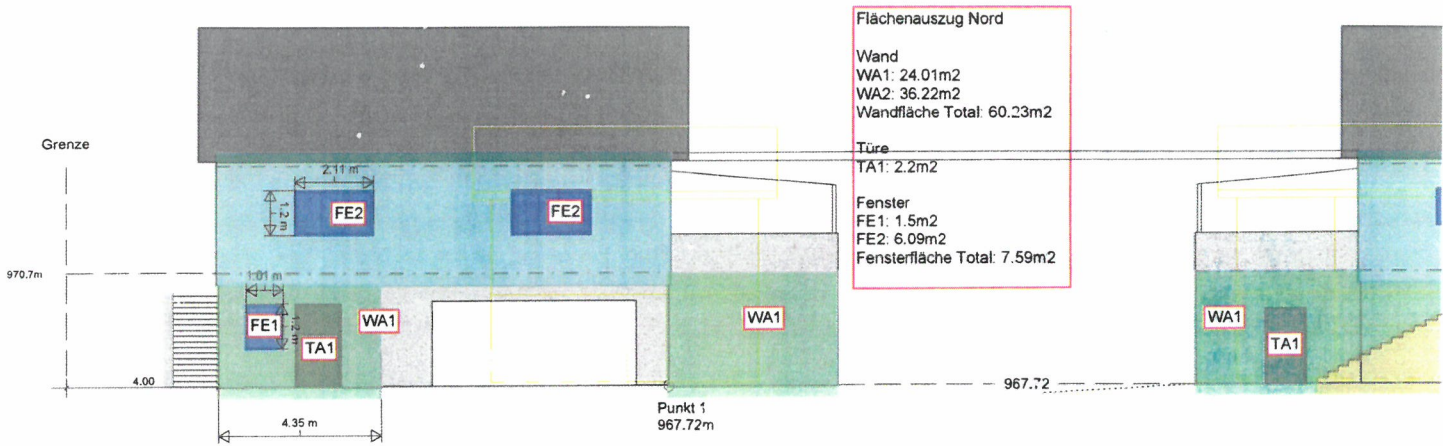 Flächenauszug Nord
Wand
WA1: 24.01m2
WA2: 36.22m2
Wandfläche Total: 60.23m2
Türe
TA1: 2.2m2
Fenster
FE1: 1.5m2
FE2: 6.09m2
Fensterfläche Total: 7.59m2
Grenze
2.11 m
1.2 m
FE2
FE2
970.7m
1.01 m
1.2 m
FE1
TA1
WA1
WA1
WA1
TA1
4.00
967.72
Punkt 1
967.72m
4.35 m